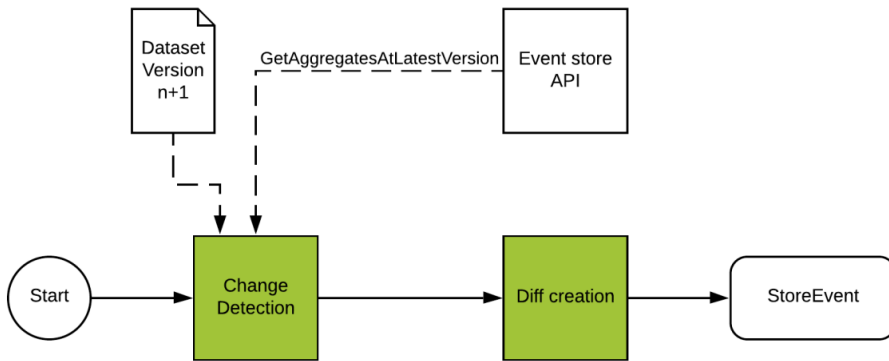 Dataset
Version
n+1
GetAggregatesAtLatestVersion
Event store
API
Start
Change
Detection
Diff creation
StoreEvent